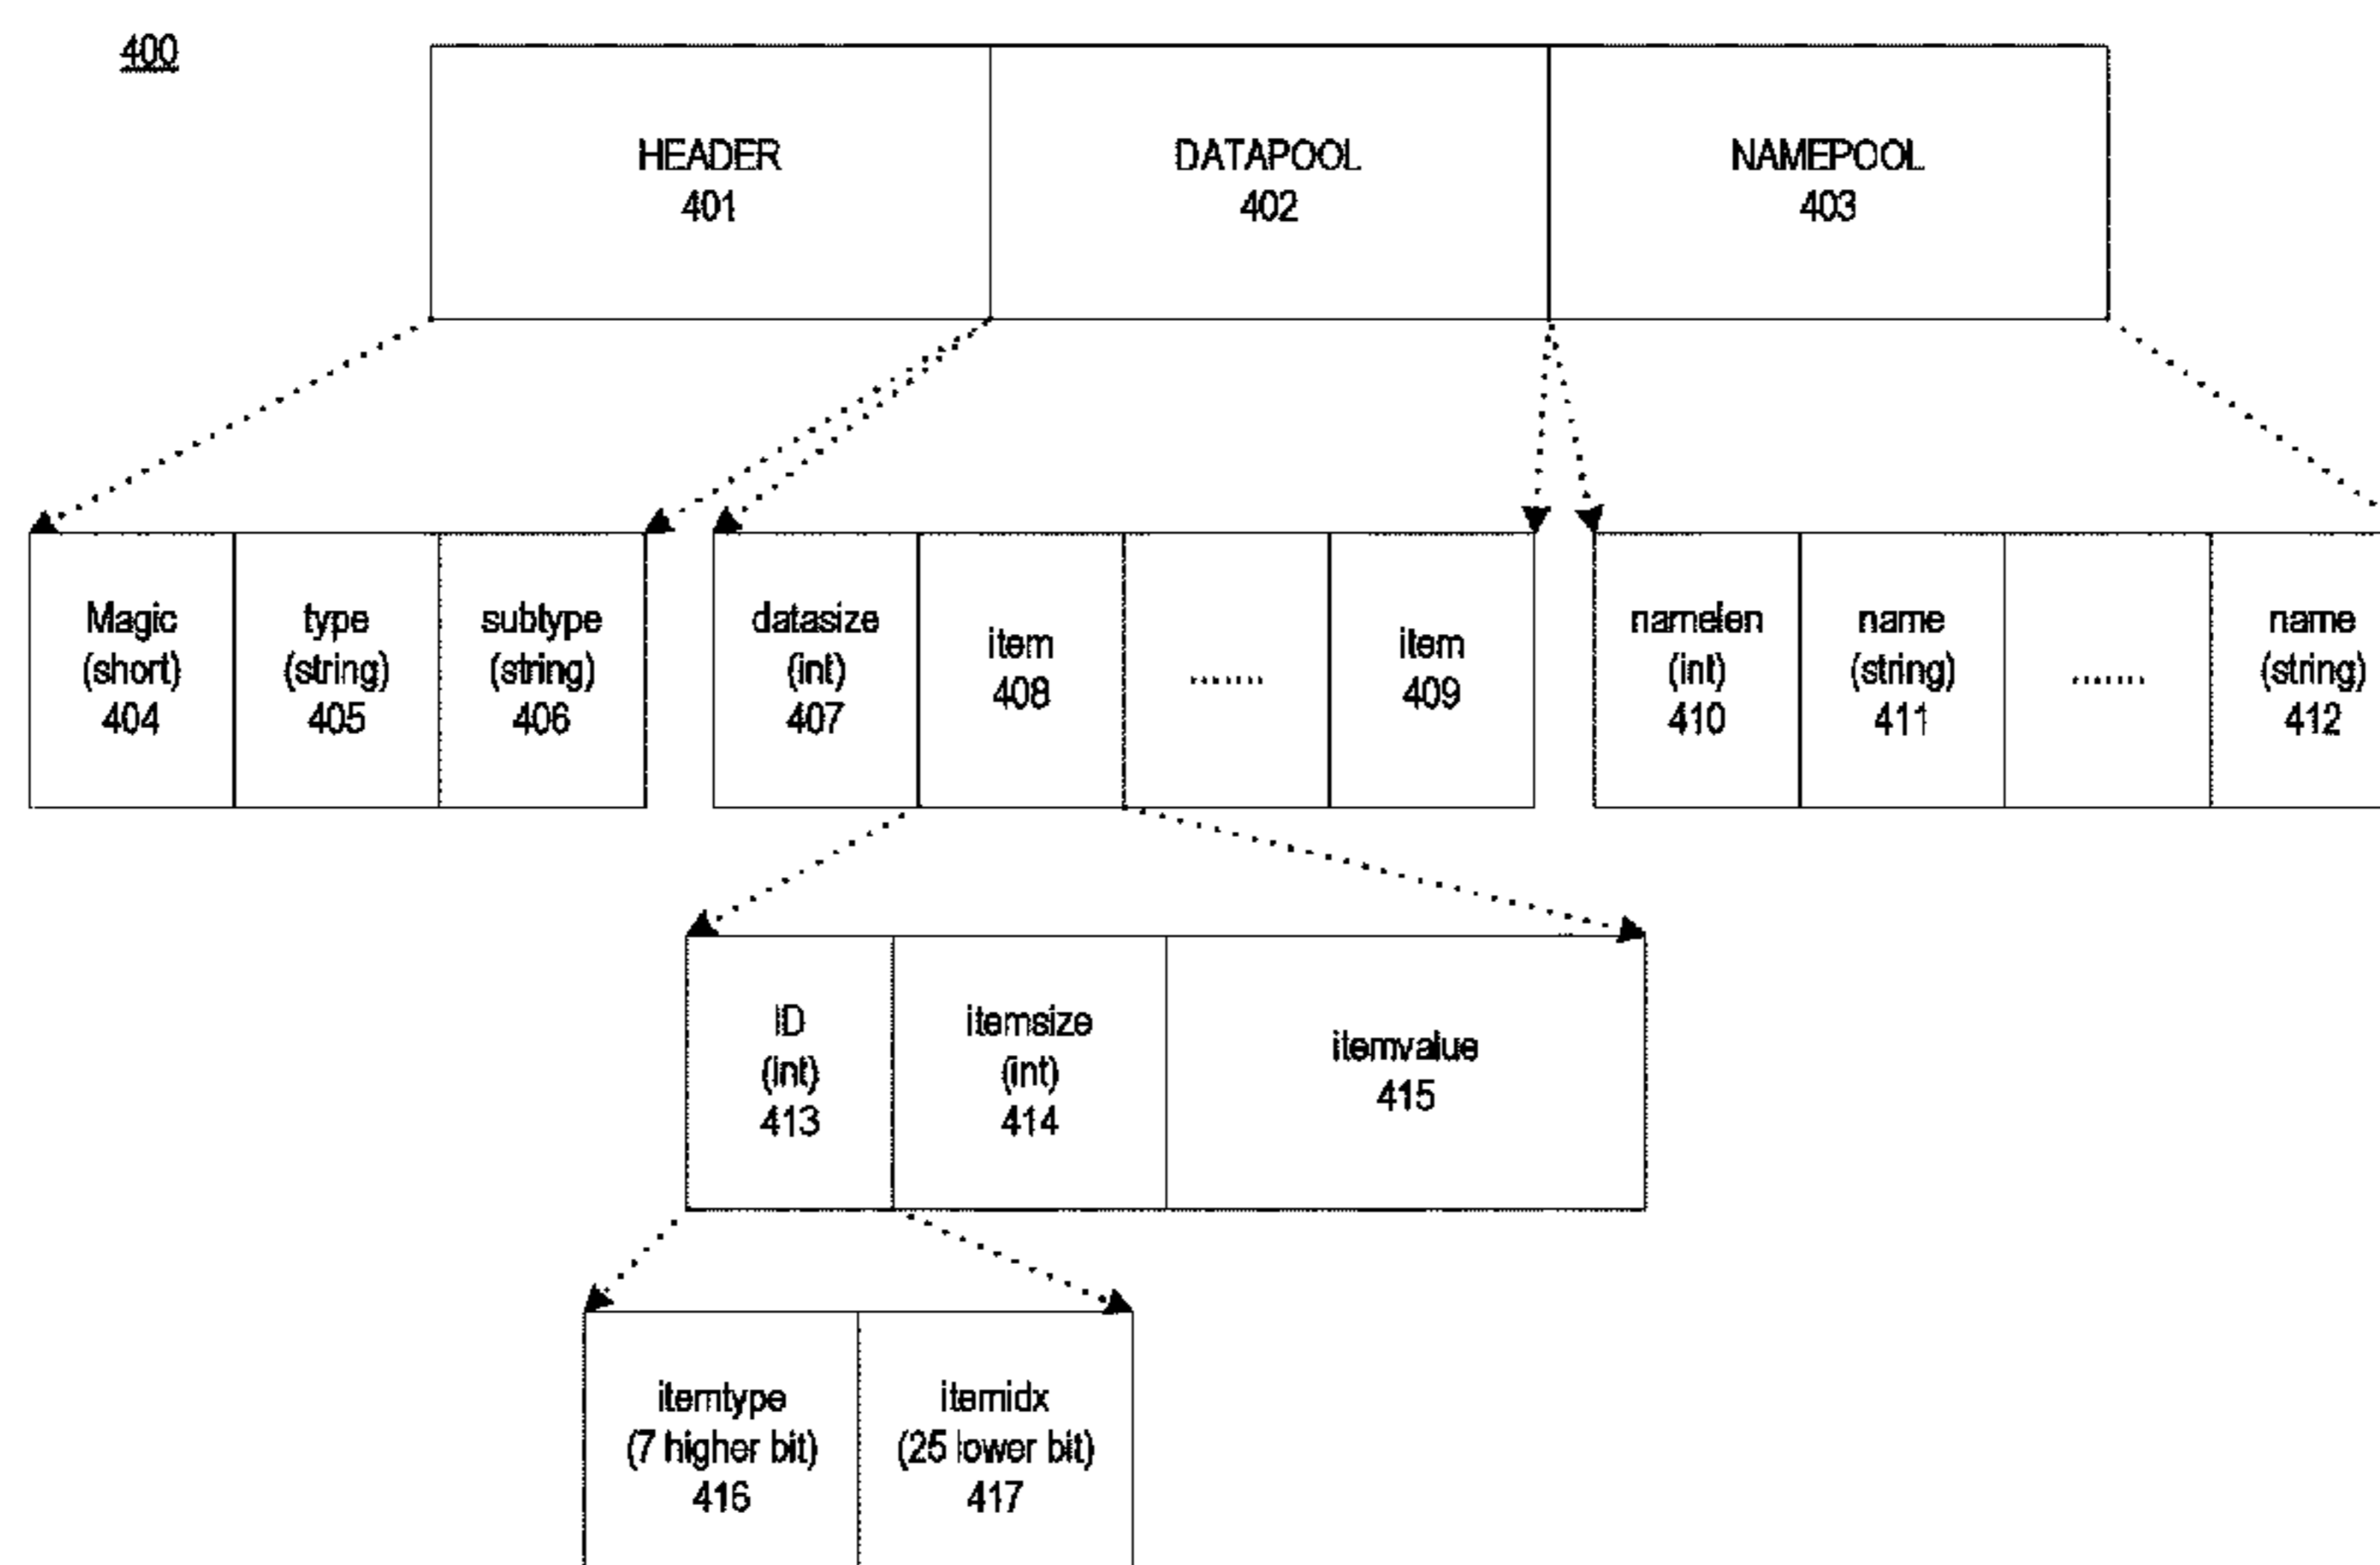 400
HEADER
401
DATAPOOL
402
NAMEPOOL
403
Magic
(short)
404
type
(string)
405
subtype
(string)
406
datasize
(int)
407
item
408
.......
item
409
namelen
(int)
410
name
(string)
411
.......
name
(string)
412
ID
(int)
413
itemsize
(int)
414
itemvalue
415
itemtype
(7 higher bit)
416
itemidx
(25 lower bit)
417